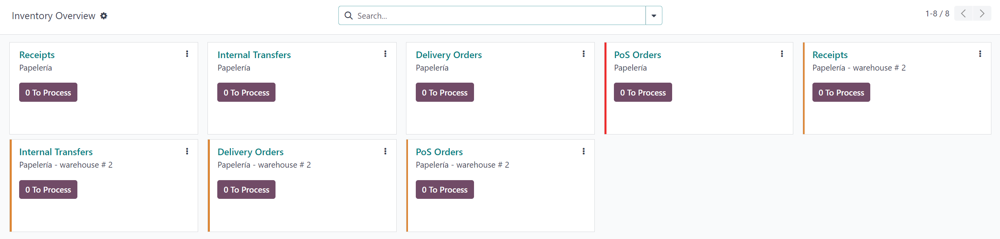 Inventory Overview
Search...
1-8 / 8
Receipts
Papelería
0 To Process
Internal Transfers
Papelería
0 To Process
Delivery Orders
Papelería
0 To Process
PoS Orders
Papelería
0 To Process
Receipts
Papelería - warehouse # 2
0 To Process
Internal Transfers
Papelería - warehouse # 2
0 To Process
Delivery Orders
Papelería - warehouse # 2
0 To Process
PoS Orders
Papelería - warehouse # 2
0 To Process